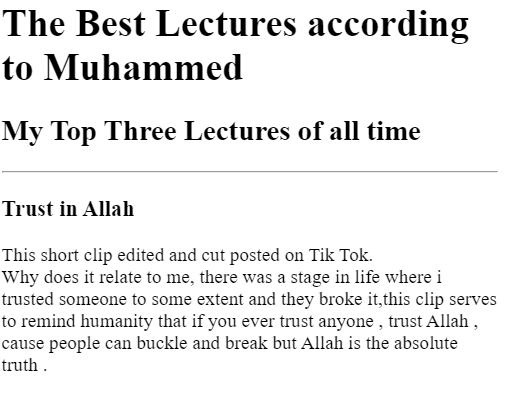 The Best Lectures according
to Muhammed
My Top Three Lectures of all time
Trust in Allah
This short clip edited and cut posted on Tik Tok.
Why does it relate to me, there was a stage in life where i
trusted someone to some extent and they broke it,this clip serves
to remind humanity that if you ever trust anyone , trust Allah ,
cause people can buckle and break but Allah is the absolute
truth .